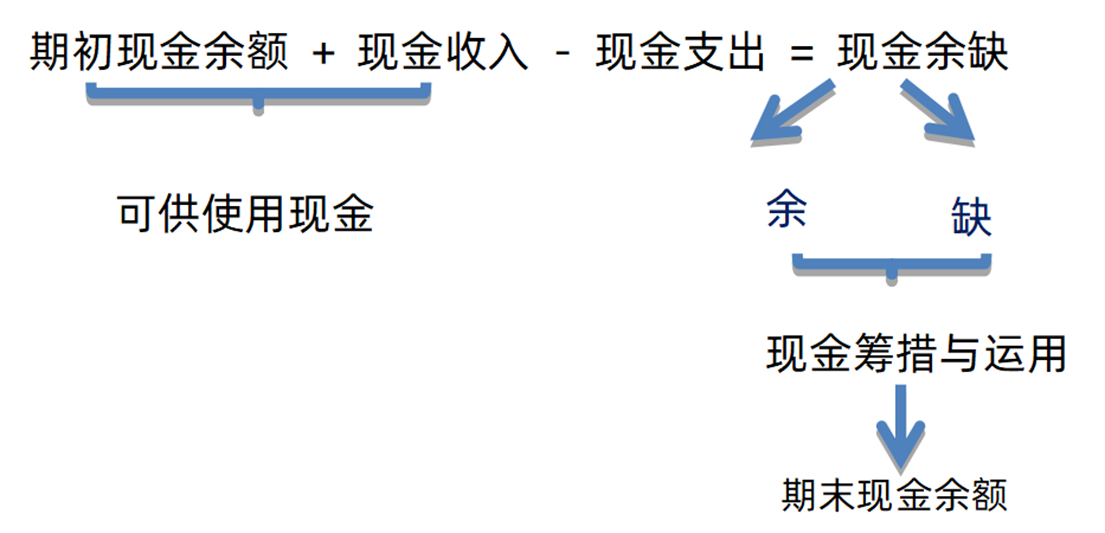 期初现金余额 + 现金收入 - 现金支出 = 现金余缺
可供使用现金
余 缺
现金筹措与运用
期末现金余额